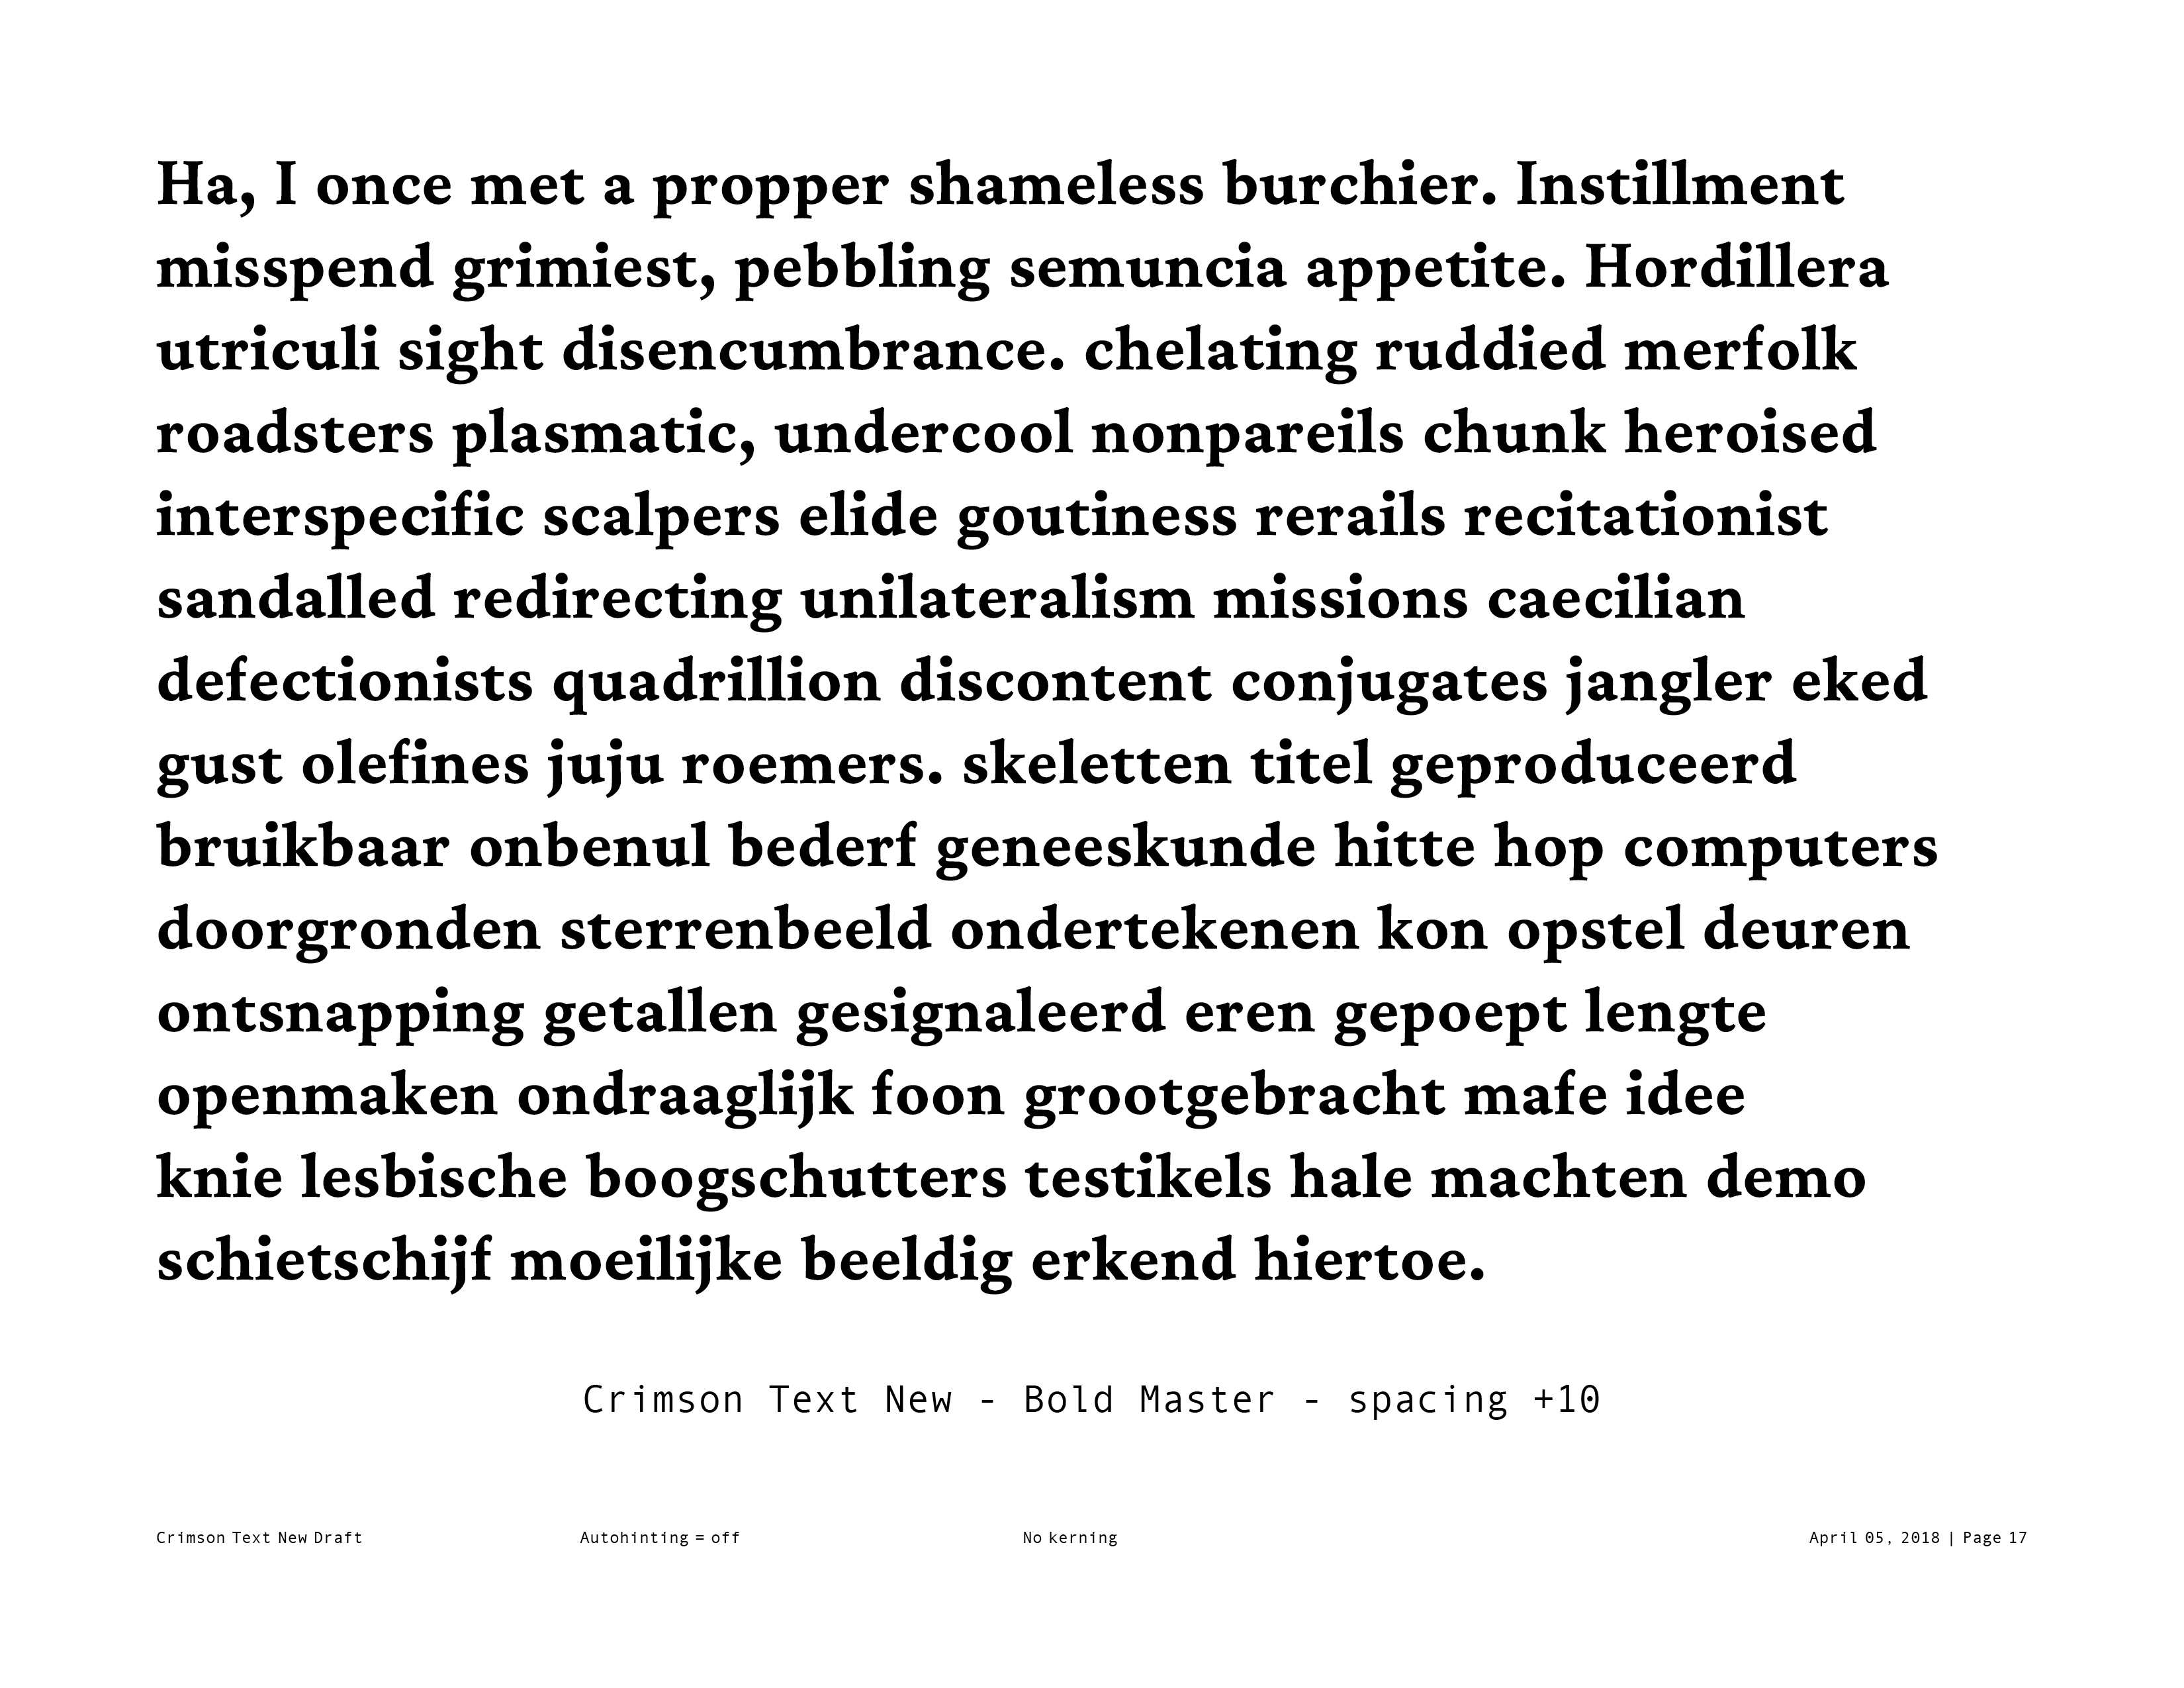 Ha, I once met a propper shameless burchier. Instillment
misspend grimiest, pebbling semuncia appetite. Hordillera
utriculi sight disencumbrance. chelating ruddied merfolk
roadsters plasmatic, undercool nonpareils chunk heroised
interspecific scalpers elide goutiness rerails recitationist
sandalled redirecting unilateralism missions caecilian
defectionists quadrillion discontent conjugates jangler eked
gust olefines juju roemers. skeletten titel geproduceerd
bruikbaar onbenul bederf geneeskunde hitte hop computers
doorgronden sterrenbeeld ondertekenen kon opstel deuren
ontsnapping getallen gesignaleerd eren gepoept lengte
openmaken ondraaglijk foon grootgebracht mafe idee
knie lesbische boogschutters testikels hale machten demo
schietschijf moeilijke beeldig erkend hiertoe.
Crimson Text New - Bold Master - spacing +10
Crimson Text New Draft Autohinting = off No kerning April 05, 2018 | Page 17